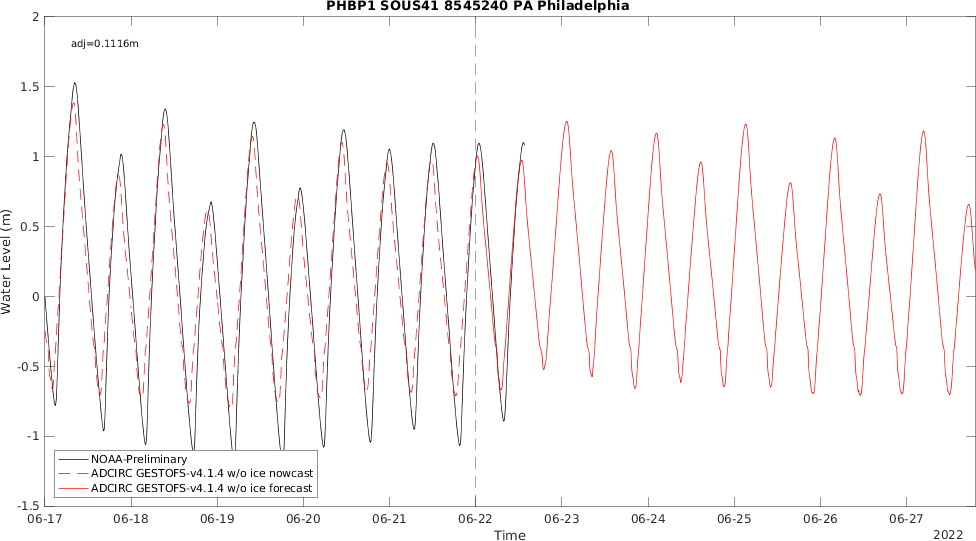 PHBP1 SOUS41 8545240 PA Philadelphia
2
adj=0.1116m
1.5
1
0.5
0
-0.5
-1
-1.5
Water Level (m)
NOAA-Preliminary
ADCIRC GESTOFS-v4.1.4 w/o ice nowcast
ADCIRC GESTOFS-v4.1.4 w/o ice forecast
06-17 06-18 06-19 06-20 06-21 06-22 06-23 06-24 06-25 06-26 06-27
Time
2022